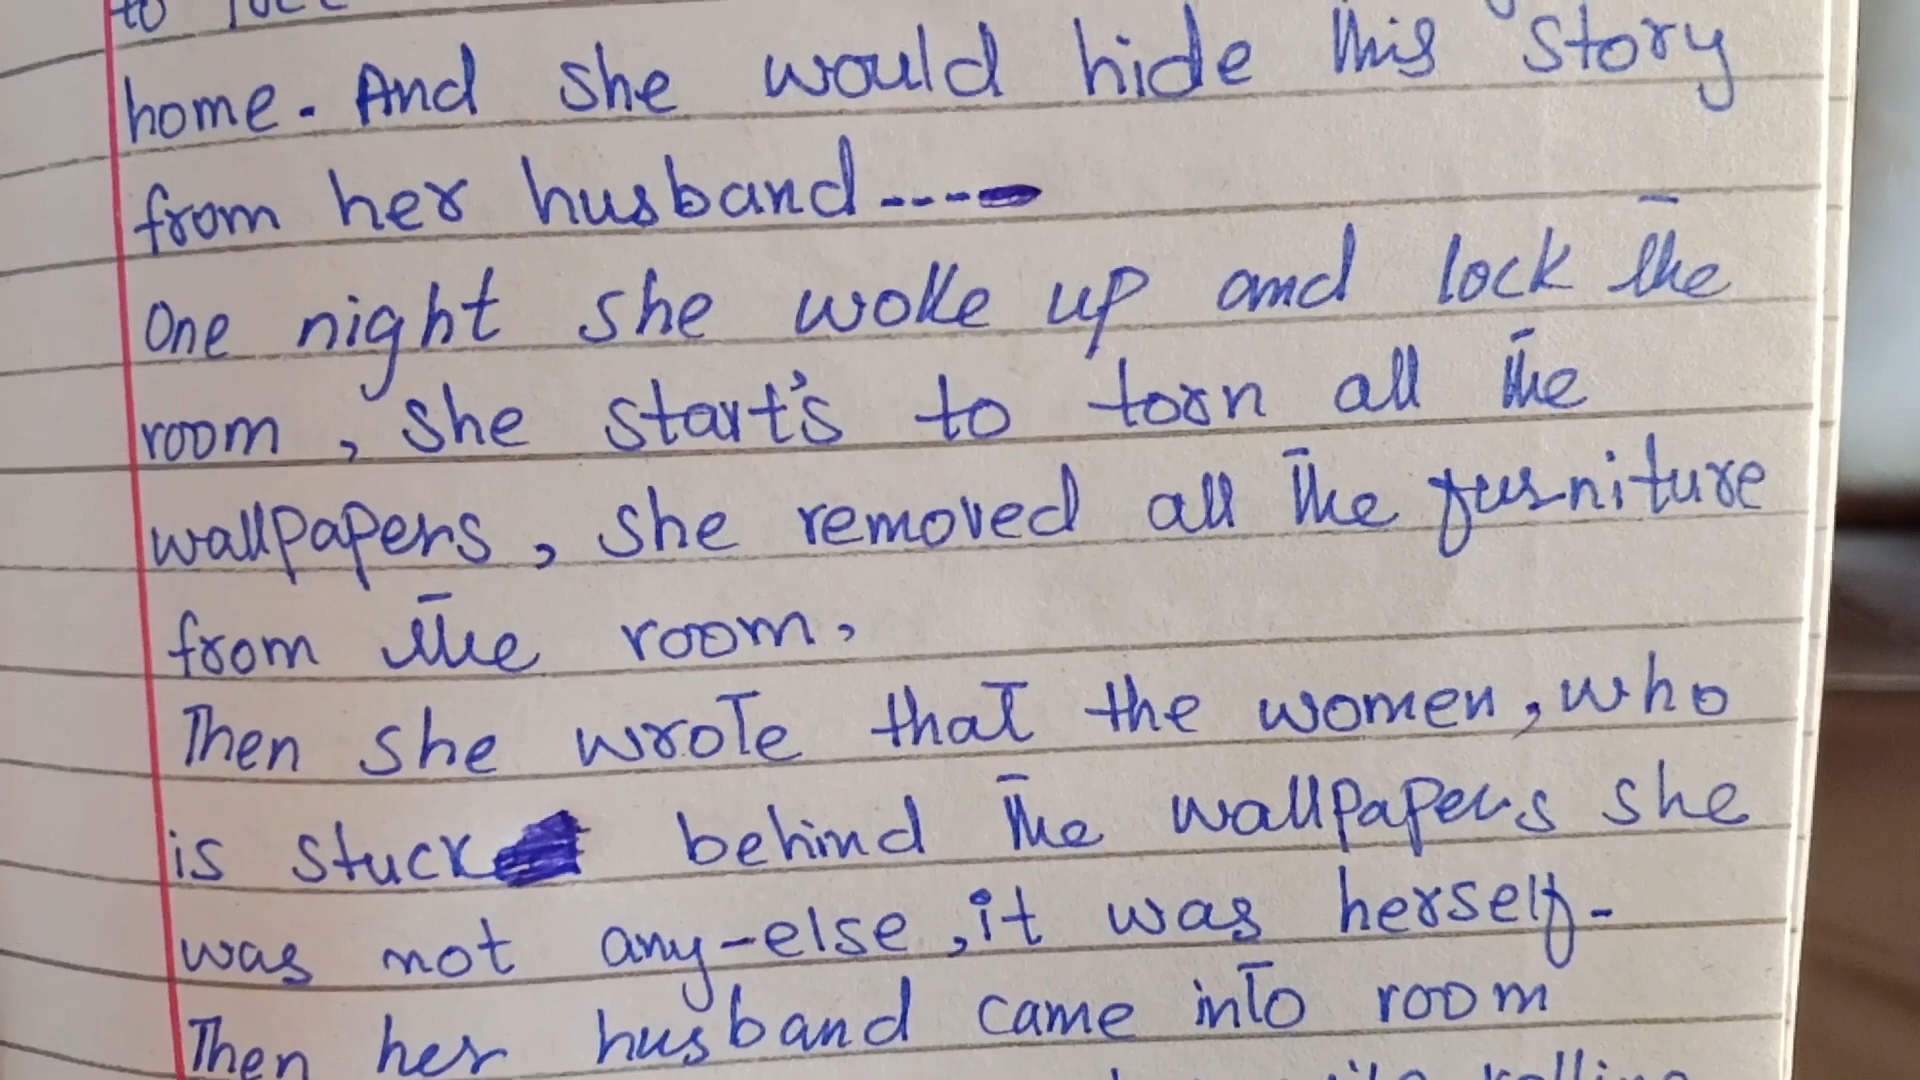 to
home. And she would hide this story
from her husband----
One night she woke up and lock the
room, she start's to torn all the
wallpapers, she removed all the furniture
from the room.
Then she wrote that the women, who
is stuck behind the wallpapers she
was not any-else, it was herself-
Then her husband came into room